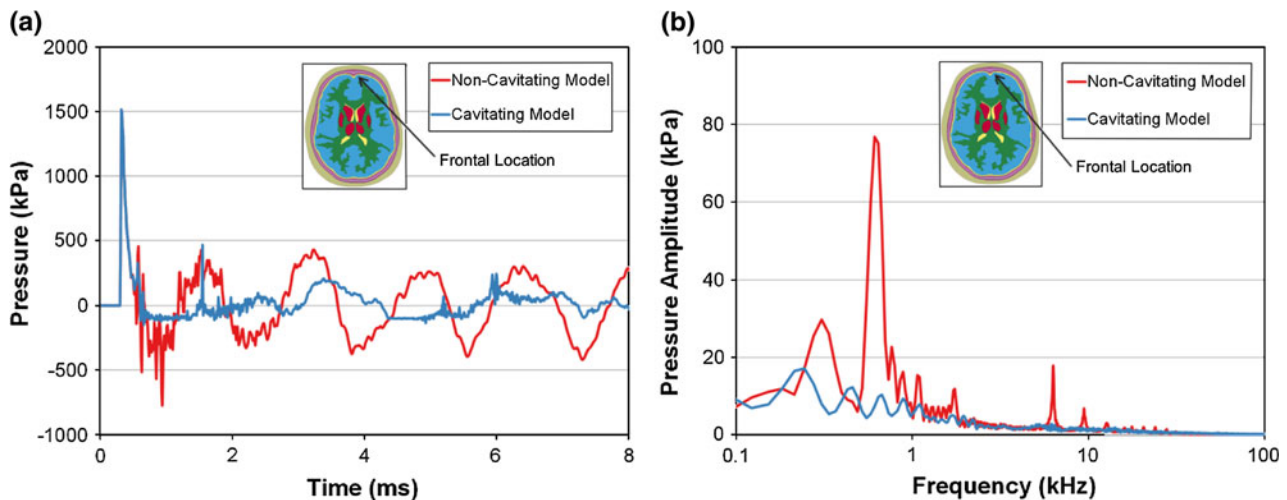 (a)
2000
1500
1000
500
0
-500
-1000
Pressure (kPa)
0 2 4 6 8
Time (ms)
Non-Cavitating Model
Cavitating Model
Frontal Location
(b)
100
80
60
40
20
0
Pressure Amplitude (kPa)
0.1 1 10 100
Frequency (kHz)
Non-Cavitating Model
Cavitating Model
Frontal Location